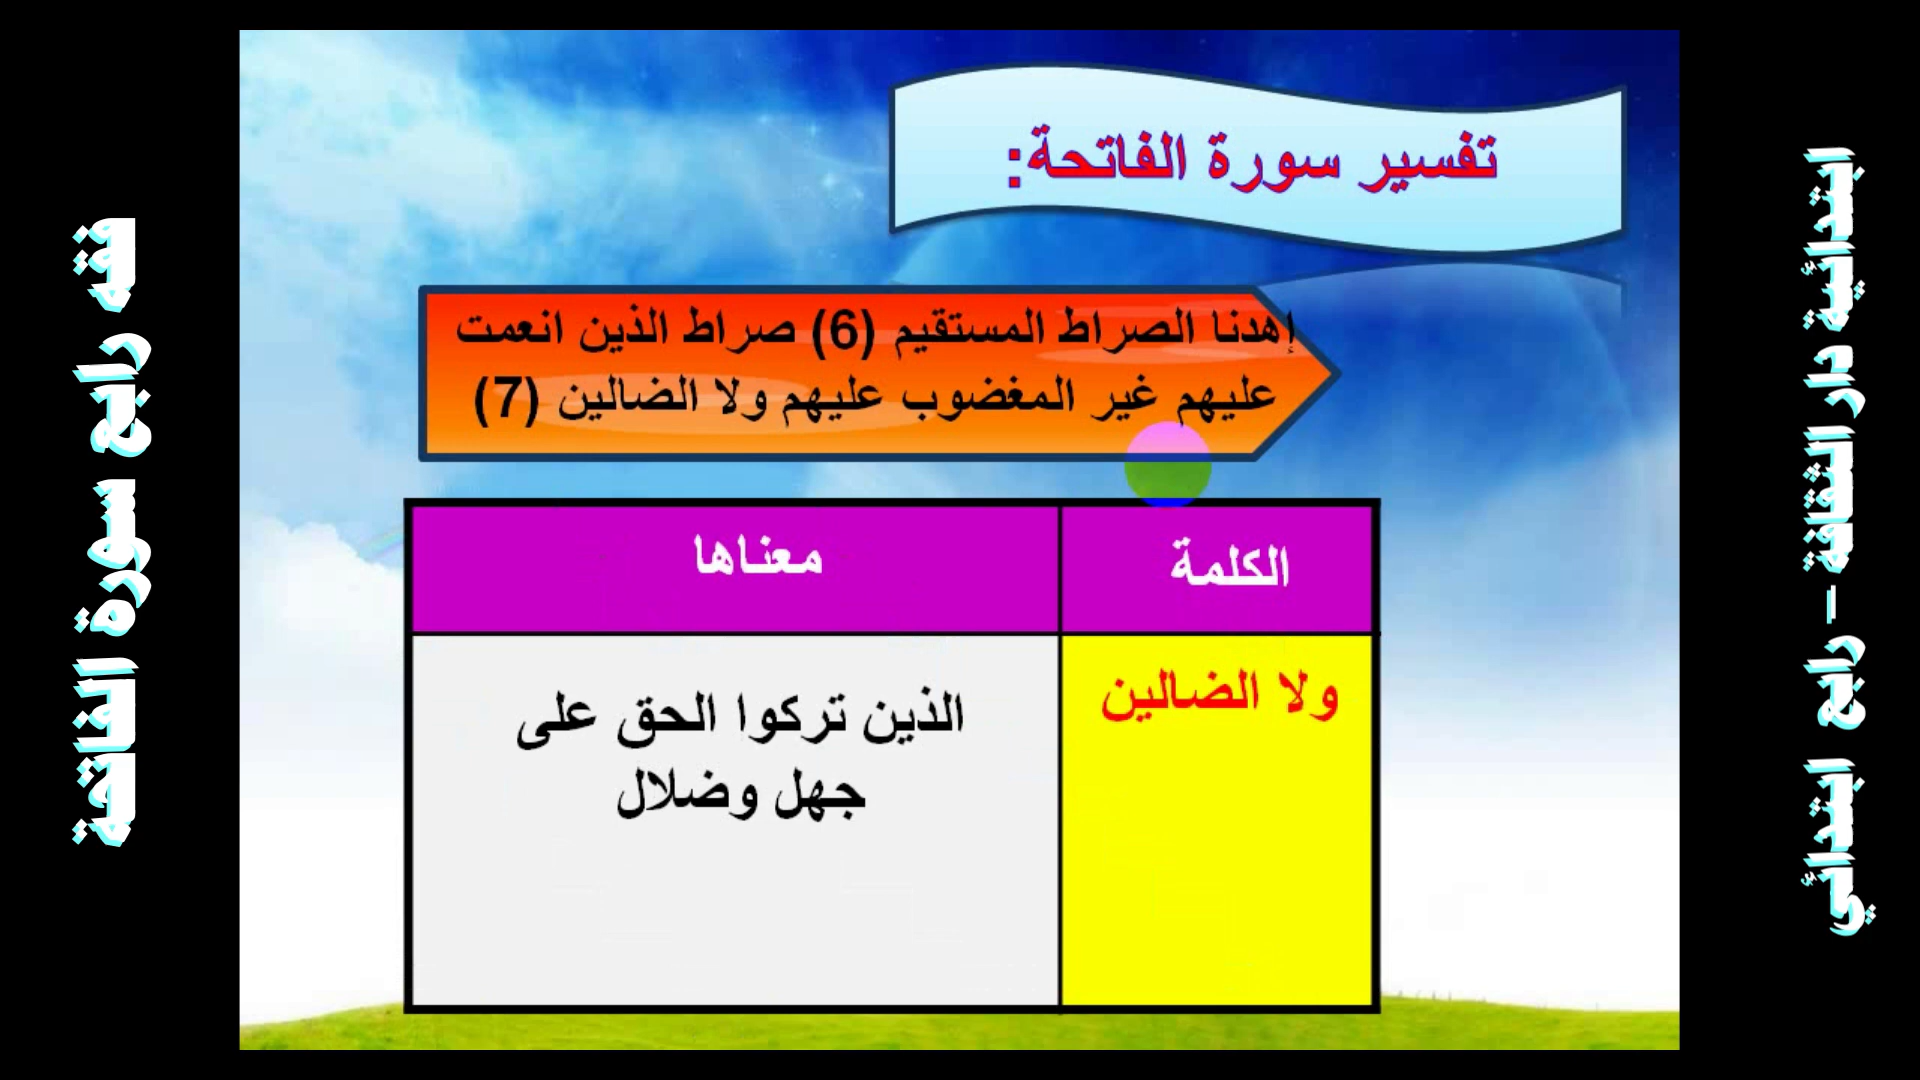 تفسير سورة الفاتحة:
إهدنا الصراط المستقيم (6) صراط الذين انعمت
عليهم غير المغضوب عليهم ولا الضالين (7)
الكلمة
معناها
ولا الضالين
الذين تركوا الحق على
جهل وضلال
ابتدائية دار الثقافة – رابع ابتدائي
فقه رابع سورة الفاتحة